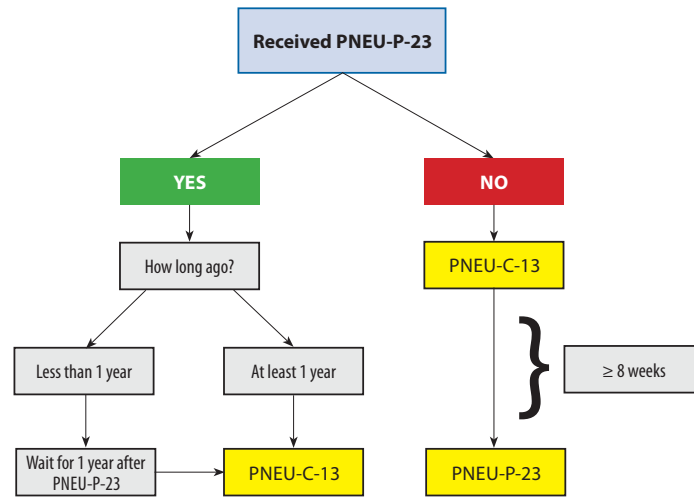 Received PNEU-P-23
YES
NO
How long ago?
PNEU-C-13
Less than 1 year
At least 1 year
≥ 8 weeks
Wait for 1 year after
PNEU-P-23
PNEU-C-13
PNEU-P-23